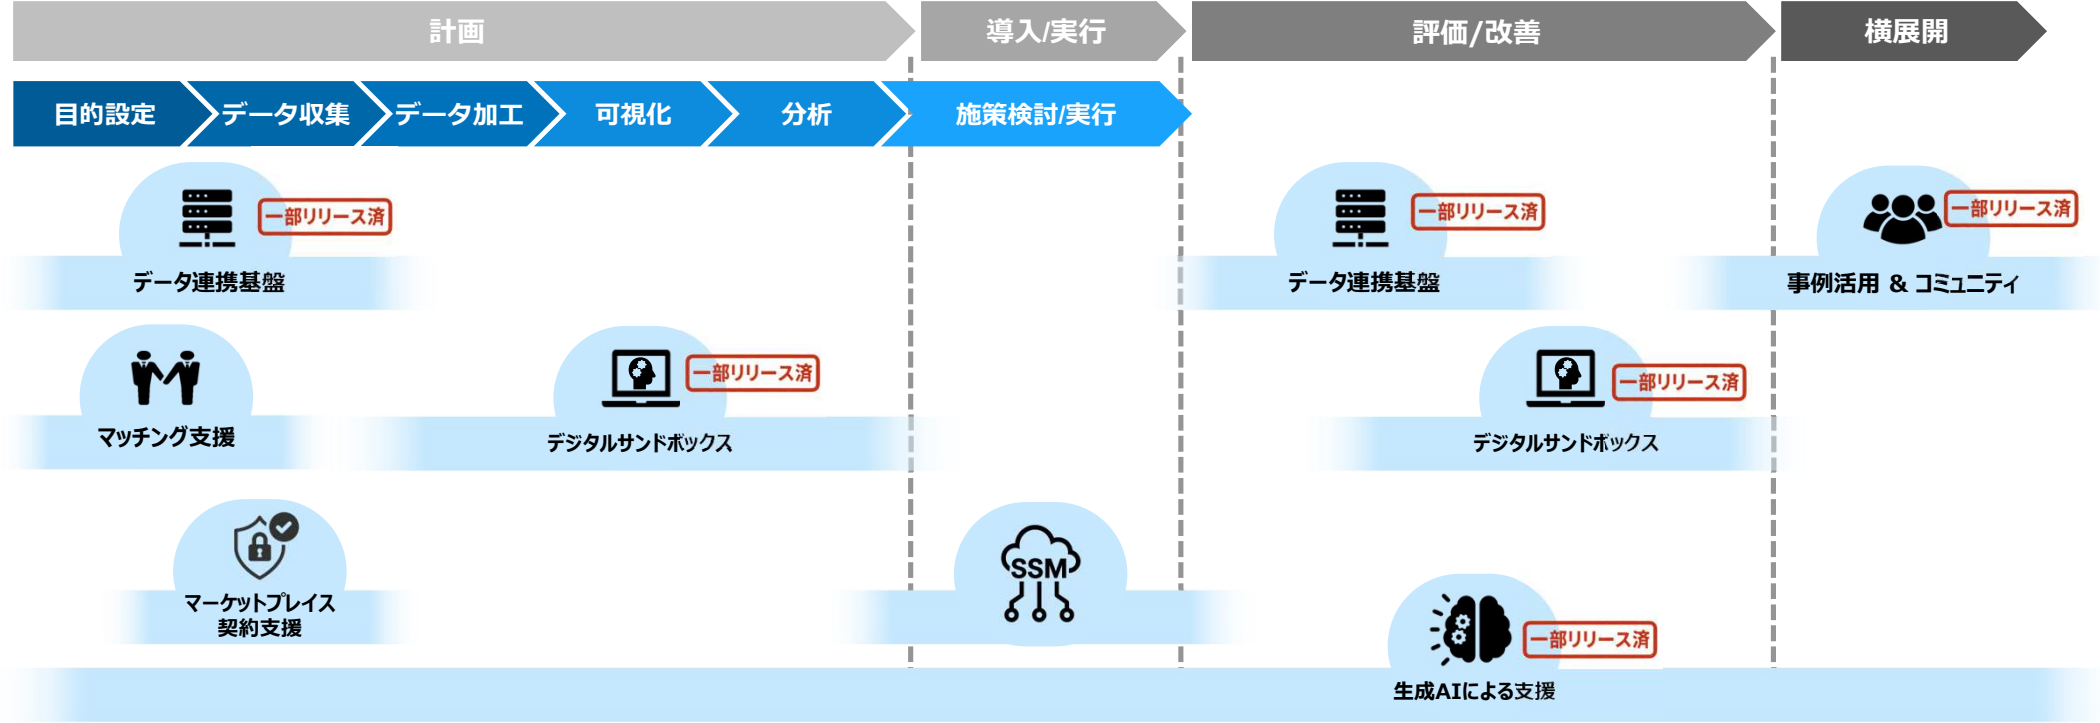 計画
導入/実行
評価/改善
横展開
目的設定
データ収集
データ加工
可視化
分析
施策検討/実行
一部リリース済
データ連携基盤
一部リリース済
データ連携基盤
一部リリース済
事例活用 & コミュニティ
マッチング支援
一部リリース済
デジタルサンドボックス
一部リリース済
デジタルサンドボックス
マーケットプレイス
契約支援
SSM
一部リリース済
生成AIによる支援